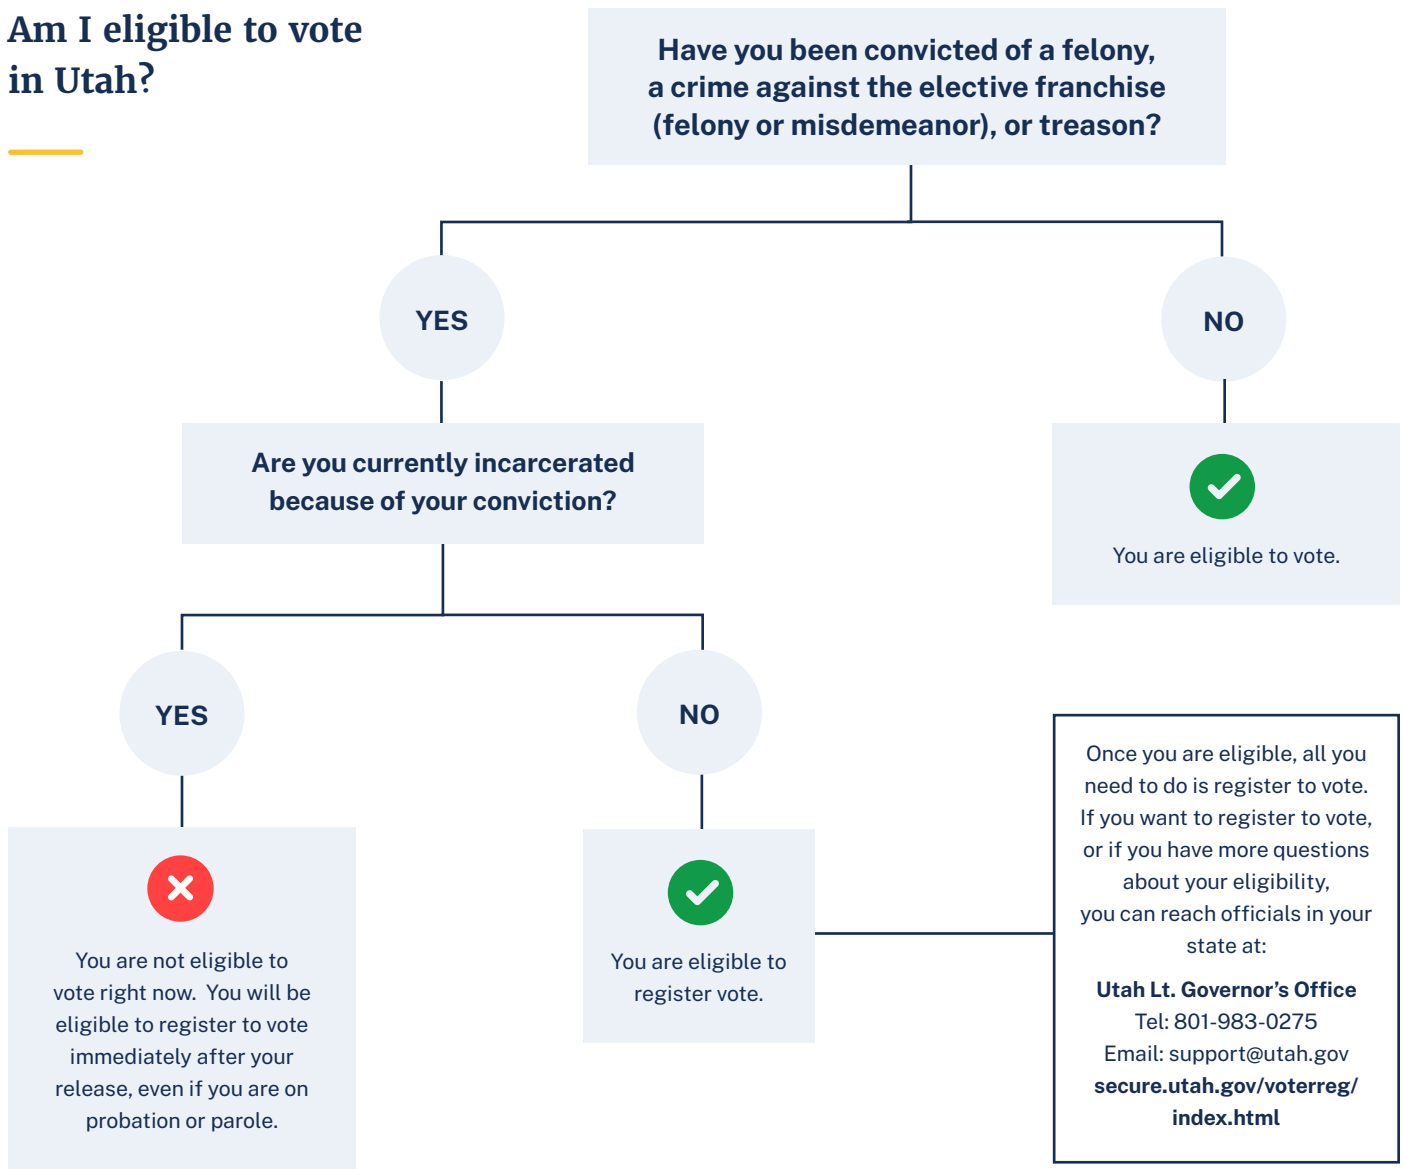 Am I eligible to vote
in Utah?
Have you been convicted of a felony,
a crime against the elective franchise
(felony or misdemeanor), or treason?
YES
NO
Are you currently incarcerated
because of your conviction?
You are eligible to vote.
YES
NO
You are not eligible to
vote right now.  You will be
eligible to register to vote
immediately after your
release, even if you are on
probation or parole.
You are eligible to
register vote.
Once you are eligible, all you
need to do is register to vote.
If you want to register to vote,
or if you have more questions
about your eligibility,
you can reach officials in your
state at:
Utah Lt. Governor’s Office
Tel: 801-983-0275
Email: support@utah.gov
secure.utah.gov/voterreg/
index.html